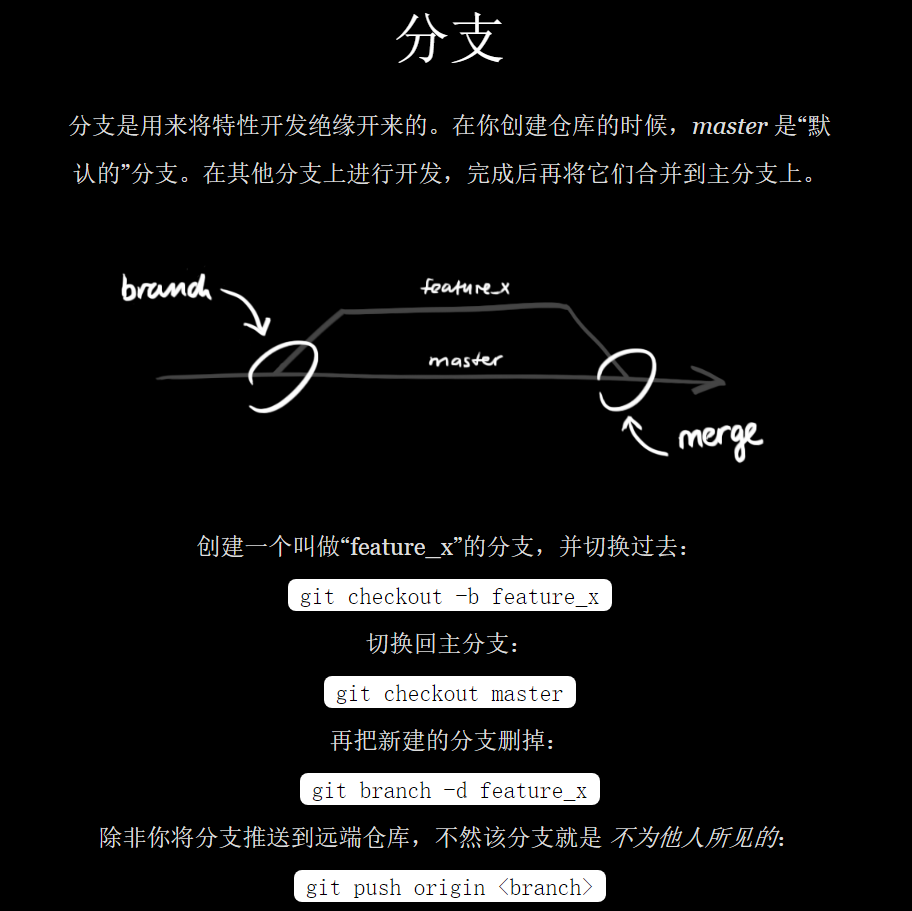 分支
分支是用来将特性开发绝缘开来的。在你创建仓库的时候，master 是“默
认的”分支。在其他分支上进行开发，完成后再将它们合并到主分支上。
branch
feature_x
master
merge
创建一个叫做“feature_x”的分支，并切换过去：
git checkout -b feature_x
切换回主分支：
git checkout master
再把新建的分支删掉：
git branch -d feature_x
除非你将分支推送到远端仓库，不然该分支就是 不为他人所见的：
git push origin <branch>